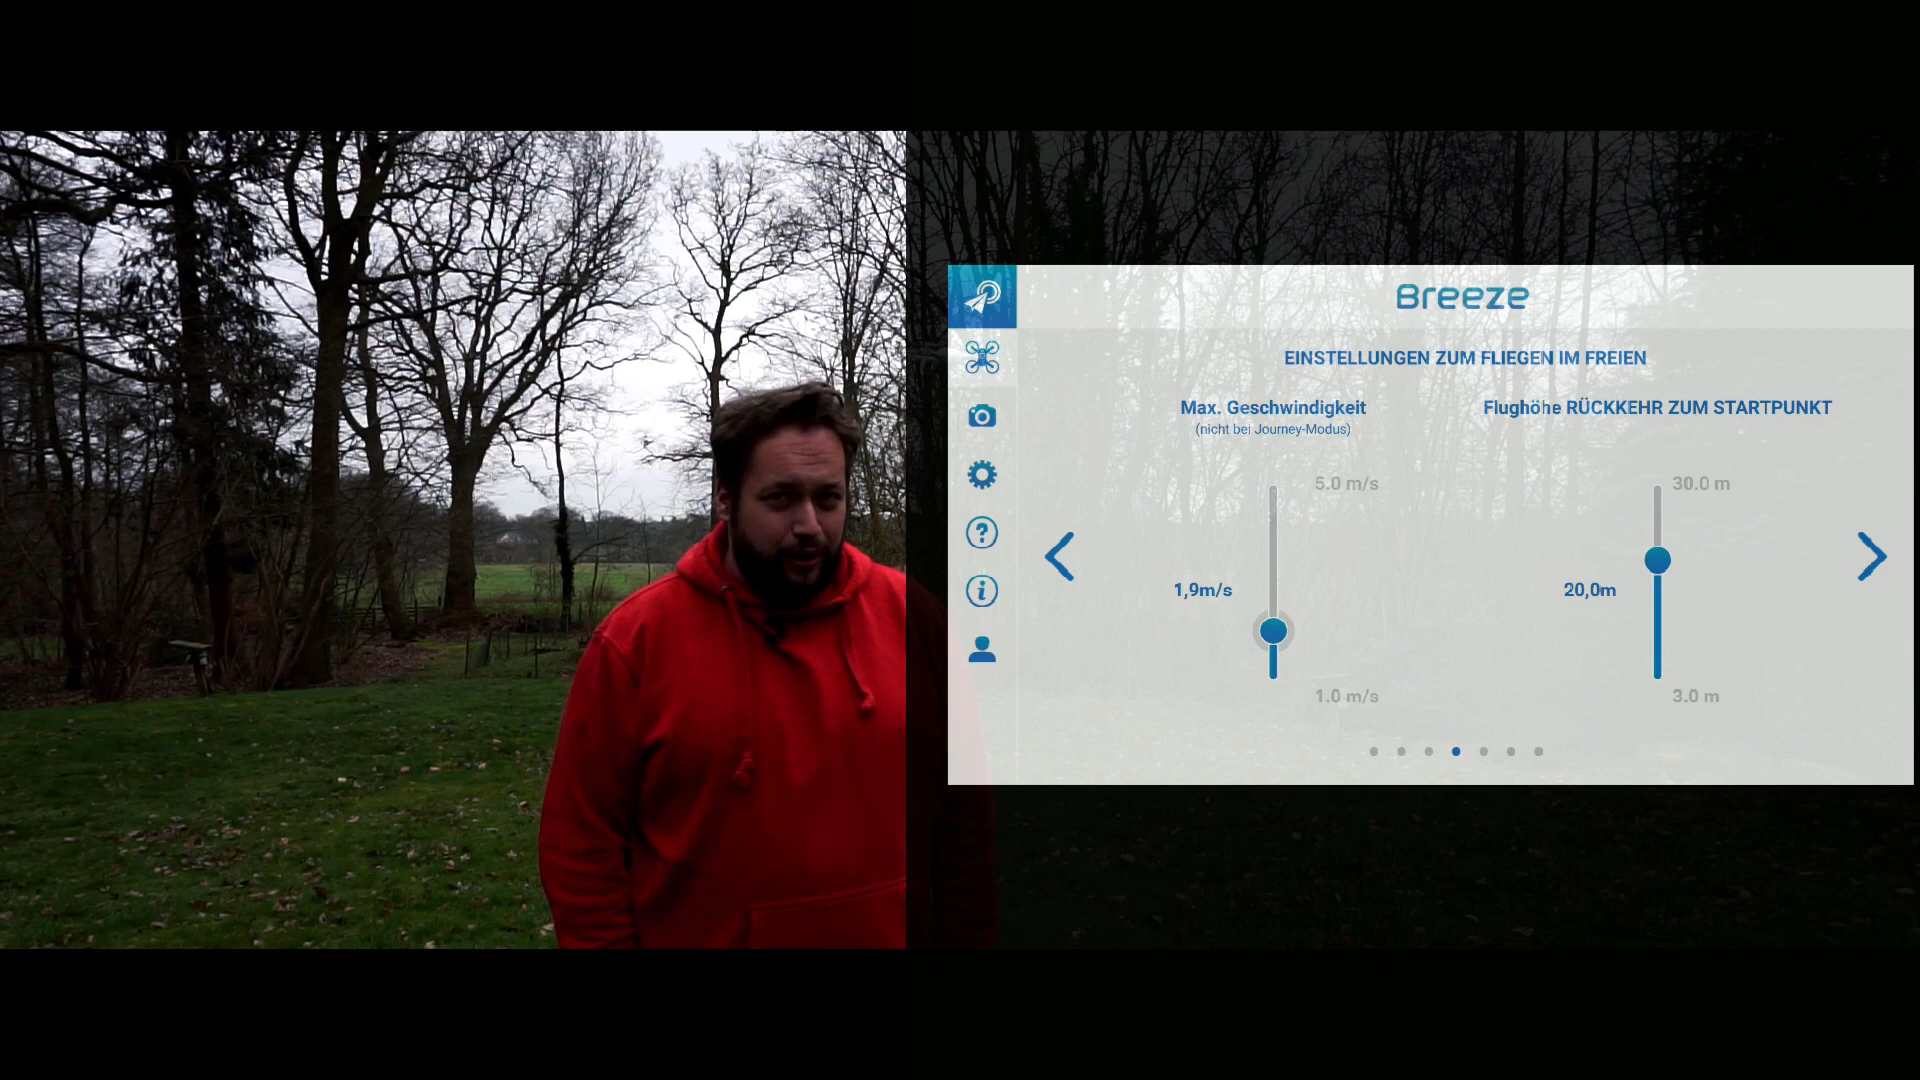 Breeze
EINSTELLUNGEN ZUM FLIEGEN IM FREIEN
Max. Geschwindigkeit
(nicht bei Journey-Modus)
Flughöhe RÜCKKEHR ZUM STARTPUNKT
5.0 m/s
30.0 m
1,9m/s
20,0m
1.0 m/s
3.0 m